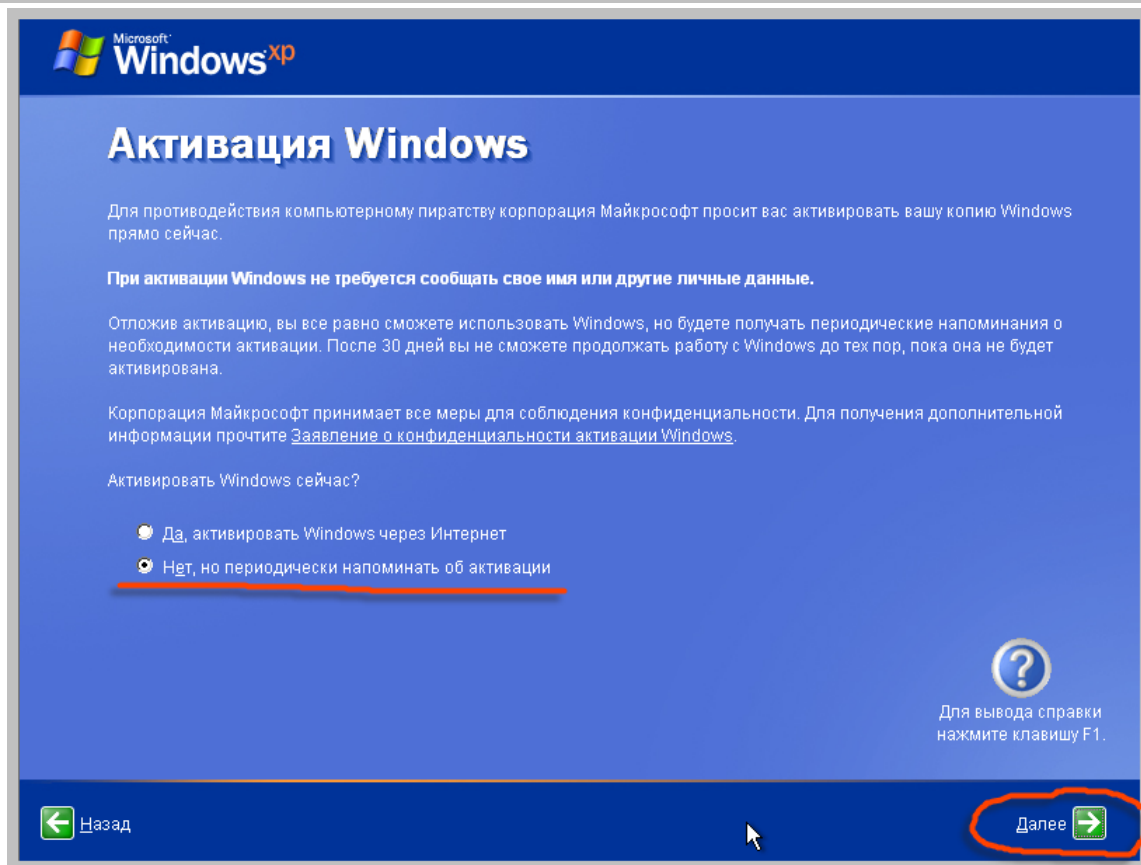 Microsoft
Windows xp
Активация Windows
Для противодействия компьютерному пиратству корпорация Майкрософт просит вас активировать вашу копию Windows
прямо сейчас.
При активации Windows не требуется сообщать свое имя или другие личные данные.
Отложив активацию, вы все равно сможете использовать Windows, но будете получать периодические напоминания о
необходимости активации. После 30 дней вы не сможете продолжать работу с Windows до тех пор, пока она не будет
активирована.
Корпорация Майкрософт принимает все меры для соблюдения конфиденциальности. Для получения дополнительной
информации прочтите Заявление о конфиденциальности активации Windows.
Активировать Windows сейчас?
Да, активировать Windows через Интернет
Нет, но периодически напоминать об активации
Для вывода справки
нажмите клавишу F1.
Назад
Далее